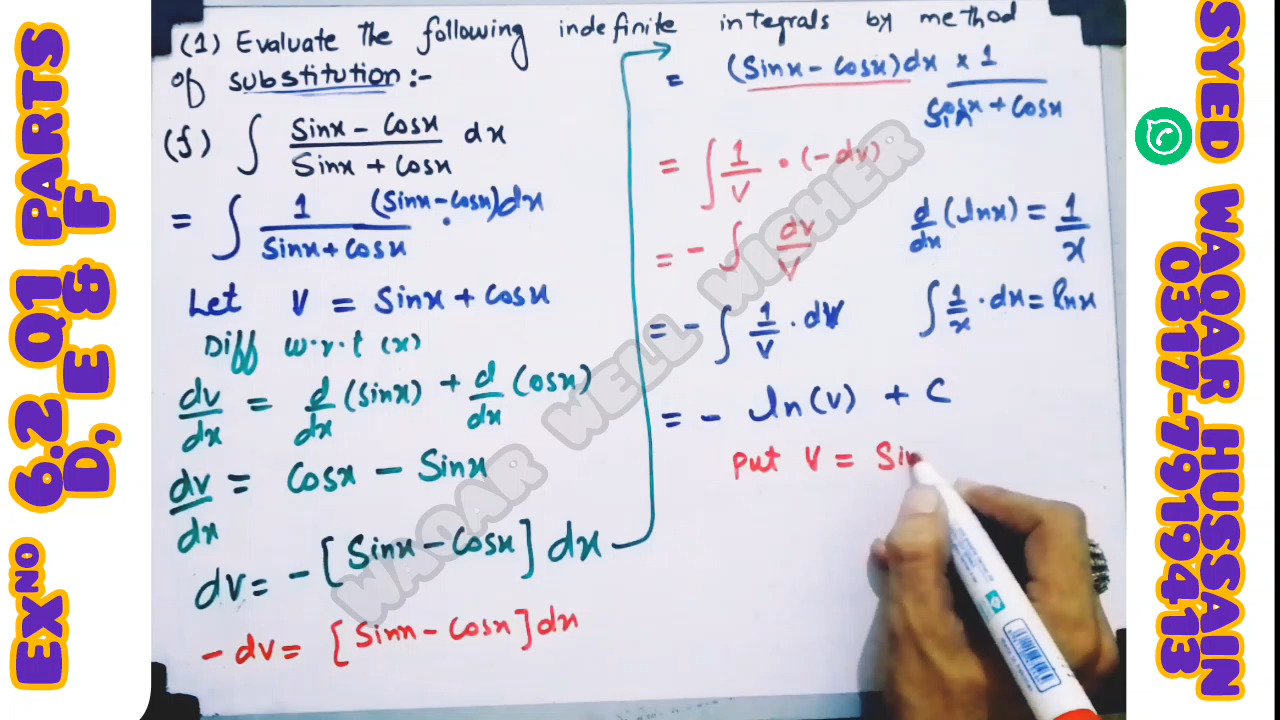 (1) Evaluate the following indefinite integrals by method
of substitution :-
(f) ∫ Sinx - Cosx / Sinx + Cosx dx
= ∫ 1 / Sinx + Cosx (Sinx - Cosx) dx
Let V = Sinx + Cosx
Diff w.r.t (x)
dv/dx = d/dx (Sinx) + d/dx (Cosx)
dv/dx = Cosx - Sinx
dv = - [Sinx - Cosx] dx
- dv = [Sinx - Cosx] dx
= (Sinx - Cosx) dx × 1 / Sinx + Cosx
= ∫ 1/V · (-dv)
= - ∫ dv/V
d/dx (lnx) = 1/x
= - ∫ 1/V · dV
∫ 1/x · dx = lnx
= - ln(V) + C
Put V = Sin
WAQAR WELL WISHER
EXNO 6.2 Q1 PARTS
D, E & F
SYED WAQAR HUSSAIN
0317-7919413